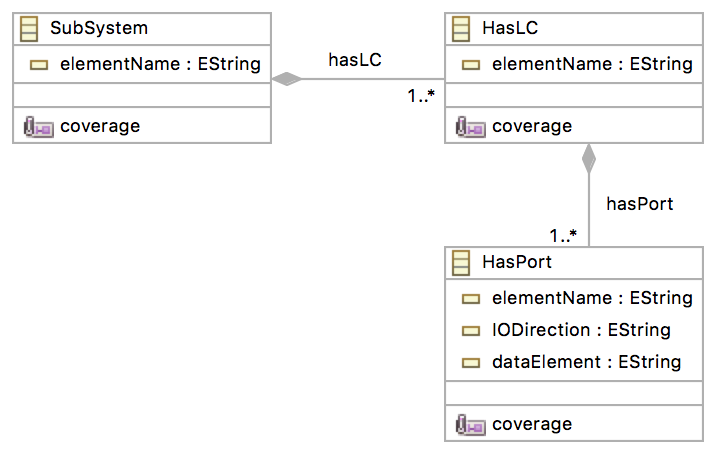 SubSystem
elementName : EString
coverage
hasLC
1..*
HasLC
elementName : EString
coverage
hasPort
1..*
HasPort
elementName : EString
IODirection : EString
dataElement : EString
coverage